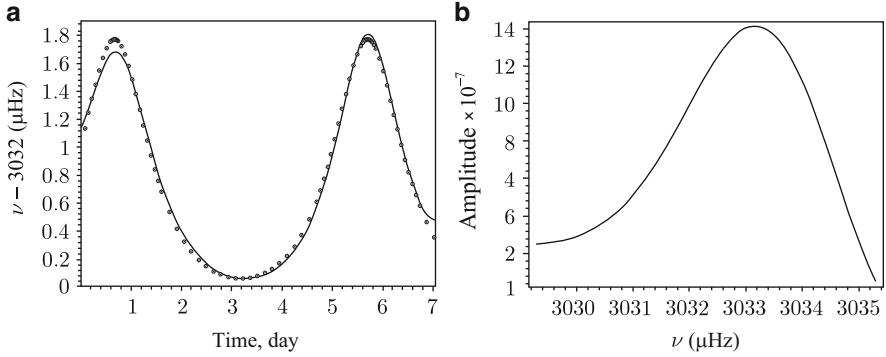 a
1.8
1.6
1.4
1.2
1
0.8
0.6
0.4
0.2
0
ν – 3032 (μHz)
1 2 3 4 5 6 7
Time, day
b
14
12
10
8
4
6
2
1
Amplitude ×10⁻⁷
3030 3031 3032 3033 3034 3035
ν (μHz)